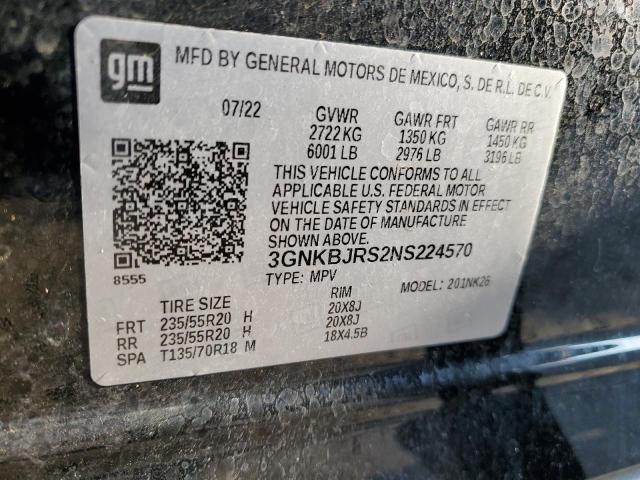 gm
MFD BY GENERAL MOTORS DE MEXICO, S. DE R.L. DE C.V.
07/22 GVWR GAWR FRT GAWR RR
2722 KG 1350 KG 1450 KG
6001 LB 2976 LB 3196 LB
THIS VEHICLE CONFORMS TO ALL
APPLICABLE U.S. FEDERAL MOTOR
VEHICLE SAFETY STANDARDS IN EFFECT
ON THE DATE OF MANUFACTURE
SHOWN ABOVE.
8555
3GNKBJRS2NS224570
TYPE: MPV MODEL: 201NK26
TIRE SIZE RIM
FRT 235/55R20 H 20X8J
RR 235/55R20 H 20X8J
SPA T135/70R18 M 18X4.5B